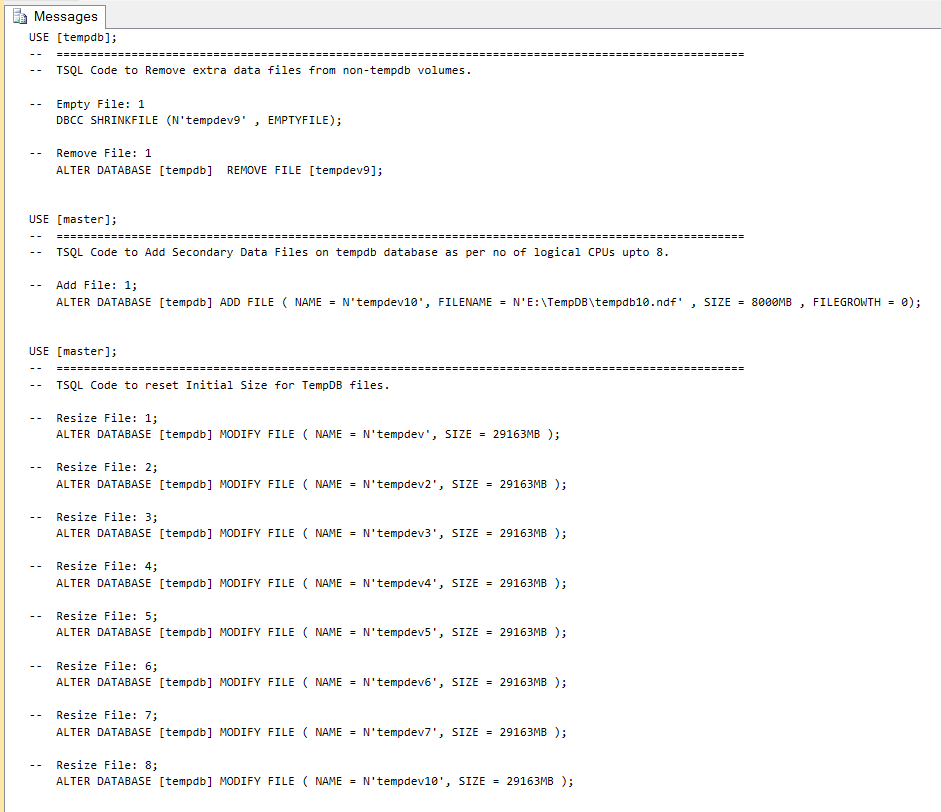 Messages
USE [tempdb];
-- ====================================================================================================
-- TSQL Code to Remove extra data files from non-tempdb volumes.
-- Empty File: 1
DBCC SHRINKFILE (N'tempdev9' , EMPTYFILE);
-- Remove File: 1
ALTER DATABASE [tempdb]  REMOVE FILE [tempdev9];
USE [master];
-- ====================================================================================================
-- TSQL Code to Add Secondary Data Files on tempdb database as per no of logical CPUs upto 8.
-- Add File: 1;
ALTER DATABASE [tempdb] ADD FILE ( NAME = N'tempdev10', FILENAME = N'E:\TempDB\tempdb10.ndf' , SIZE = 8000MB , FILEGROWTH = 0);
USE [master];
-- ====================================================================================================
-- TSQL Code to reset Initial Size for TempDB files.
-- Resize File: 1;
ALTER DATABASE [tempdb] MODIFY FILE ( NAME = N'tempdev', SIZE = 29163MB );
-- Resize File: 2;
ALTER DATABASE [tempdb] MODIFY FILE ( NAME = N'tempdev2', SIZE = 29163MB );
-- Resize File: 3;
ALTER DATABASE [tempdb] MODIFY FILE ( NAME = N'tempdev3', SIZE = 29163MB );
-- Resize File: 4;
ALTER DATABASE [tempdb] MODIFY FILE ( NAME = N'tempdev4', SIZE = 29163MB );
-- Resize File: 5;
ALTER DATABASE [tempdb] MODIFY FILE ( NAME = N'tempdev5', SIZE = 29163MB );
-- Resize File: 6;
ALTER DATABASE [tempdb] MODIFY FILE ( NAME = N'tempdev6', SIZE = 29163MB );
-- Resize File: 7;
ALTER DATABASE [tempdb] MODIFY FILE ( NAME = N'tempdev7', SIZE = 29163MB );
-- Resize File: 8;
ALTER DATABASE [tempdb] MODIFY FILE ( NAME = N'tempdev10', SIZE = 29163MB );